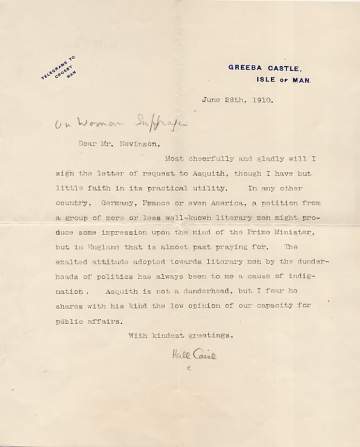 TELEGRAMS TO
CROSBY
MAN
GREEBA CASTLE,
ISLE OF MAN.
June 28th, 1910.
on Woman Suffrage
Dear Mr. Nevinson,
Most cheerfully and gladly will I
sign the letter of request to Asquith, though I have but
little faith in its practical utility. In any other
country, Germany, France or even America, a petition from
a group of more or less well-known literary men might pro-
duce some impression upon the mind of the Prime Minister,
but in England that is almost past praying for. The
exalted attitude adopted towards literary men by the dunder-
heads of politics has always been to me a cause of indig-
nation. Asquith is not a dunderhead, but I fear he
shares with his kind the low opinion of our capacity for
public affairs.
With kindest greetings.
Hall Caine